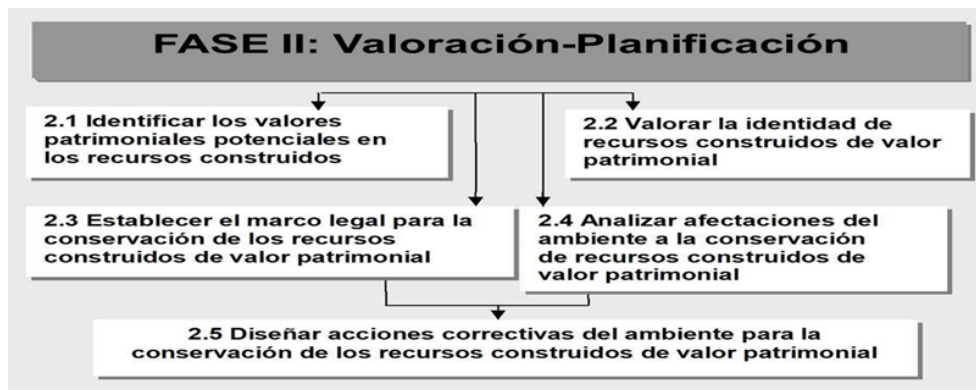 FASE II: Valoración-Planificación
2.1 Identificar los valores
patrimoniales potenciales en
los recursos construidos
2.2 Valorar la identidad de
recursos construidos de valor
patrimonial
2.3 Establecer el marco legal para la
conservación de los recursos
construidos de valor patrimonial
2.4 Analizar afectaciones del
ambiente a la conservación
de recursos construidos de
valor patrimonial
2.5 Diseñar acciones correctivas del ambiente para la
conservación de los recursos construidos de valor patrimonial